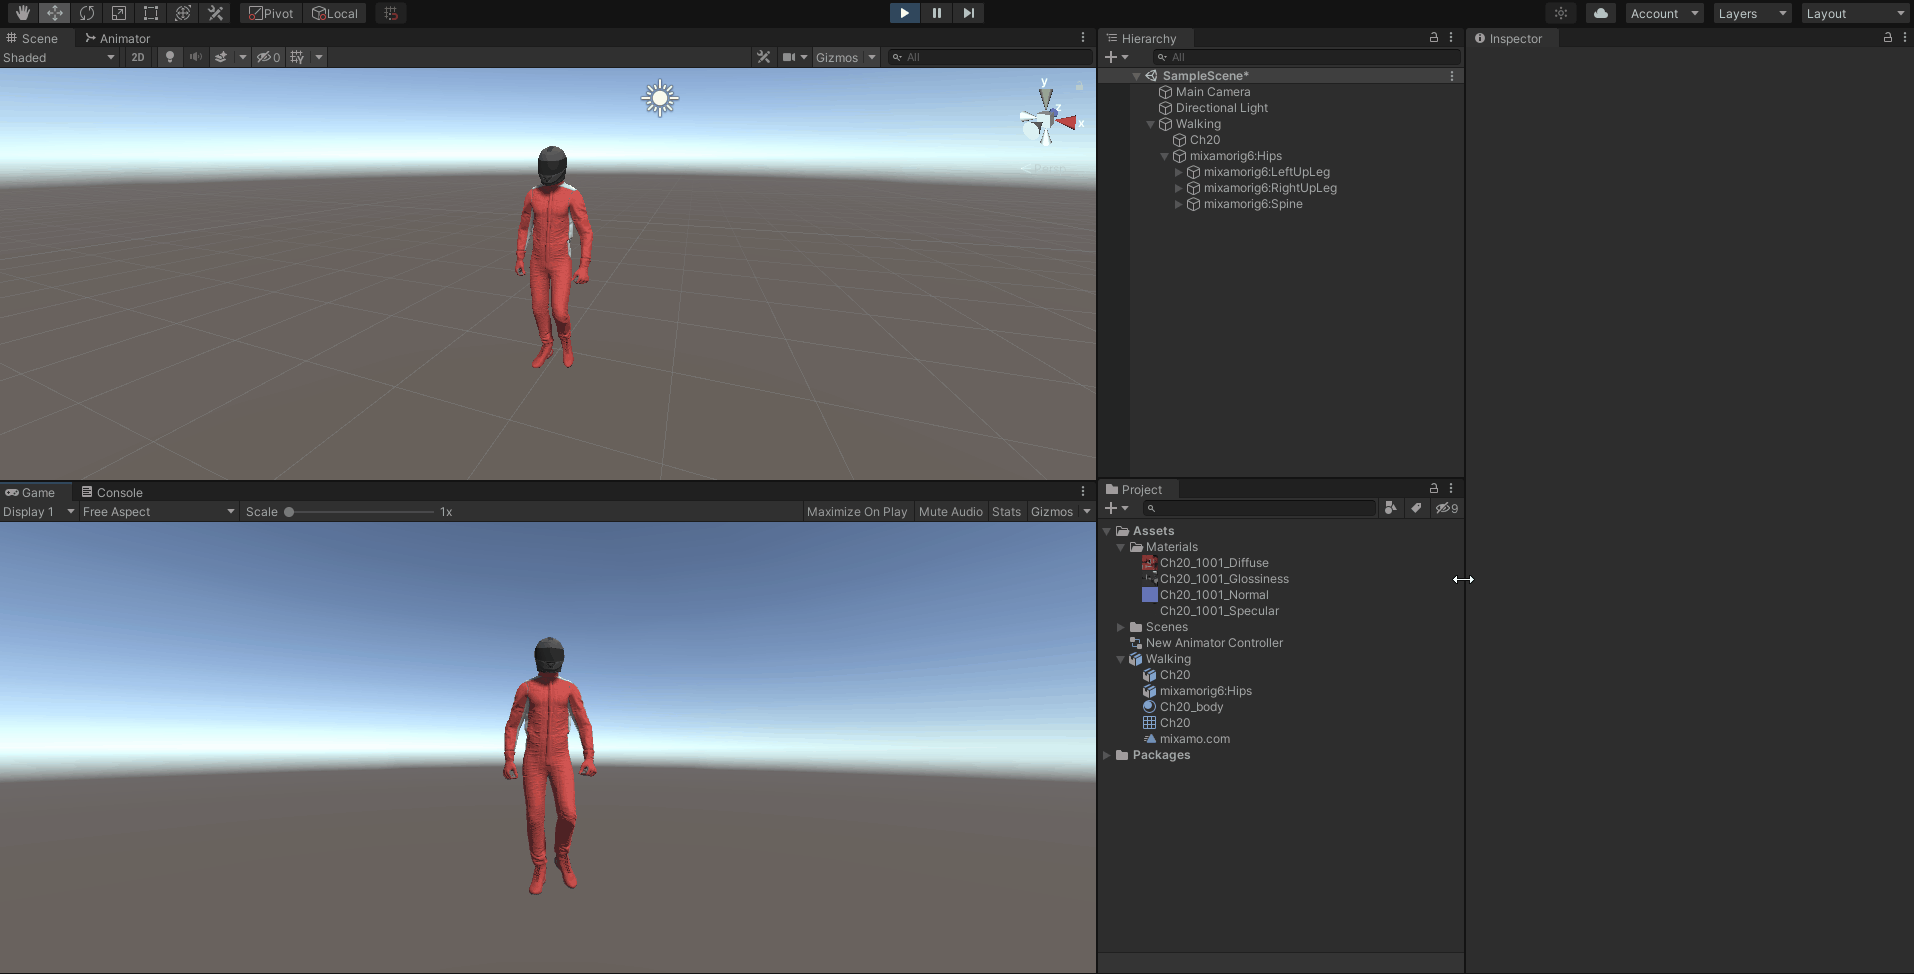 Pivot Local Account Layers Layout
Scene Animator
Shaded 2D 0 Gizmos All
y
z
x
Persp
Game Console
Display 1 Free Aspect Scale 1x Maximize On Play Mute Audio Stats Gizmos
Hierarchy
All
SampleScene*
Main Camera
Directional Light
Walking
Ch20
mixamorig6:Hips
mixamorig6:LeftUpLeg
mixamorig6:RightUpLeg
mixamorig6:Spine
Project
9
Assets
Materials
Ch20_1001_Diffuse
Ch20_1001_Glossiness
Ch20_1001_Normal
Ch20_1001_Specular
Scenes
New Animator Controller
Walking
Ch20
mixamorig6:Hips
Ch20_body
Ch20
mixamo.com
Packages
Inspector